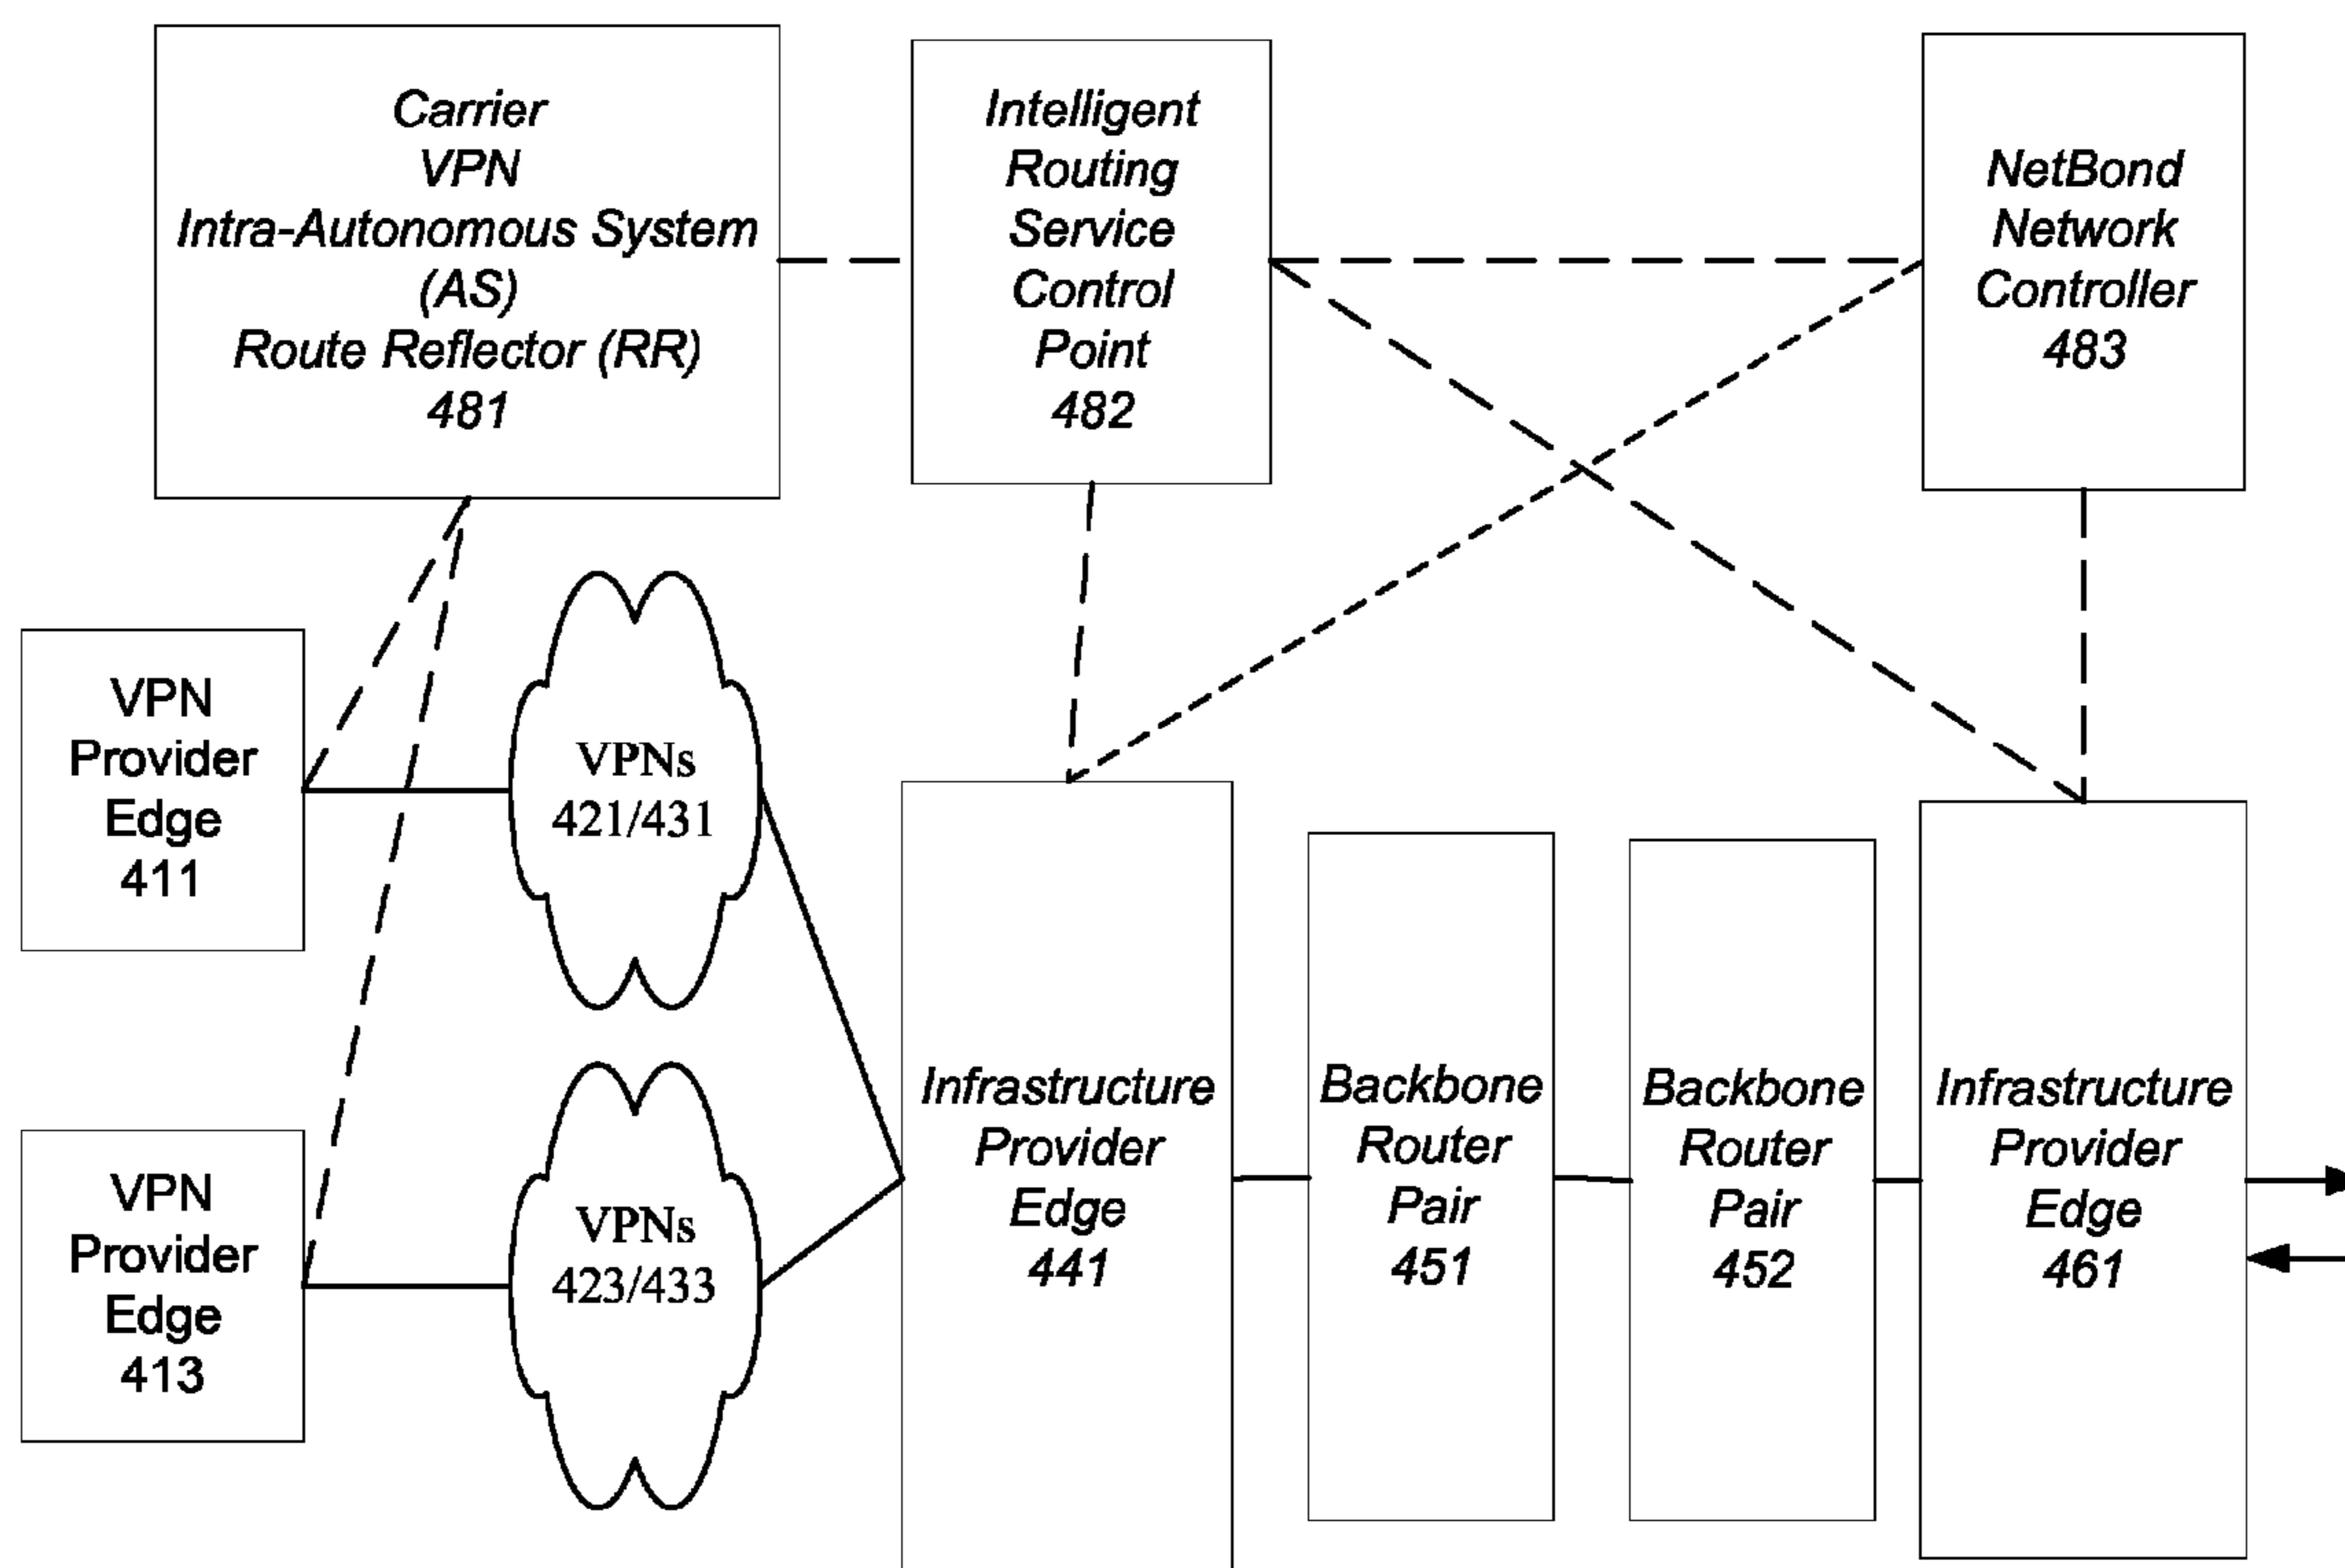 Carrier
VPN
Intra-Autonomous System
(AS)
Route Reflector (RR)
481
Intelligent
Routing
Service
Control
Point
482
NetBond
Network
Controller
483
VPN
Provider
Edge
411
VPNs
421/431
VPN
Provider
Edge
413
VPNs
423/433
Infrastructure
Provider
Edge
441
Backbone
Router
Pair
451
Backbone
Router
Pair
452
Infrastructure
Provider
Edge
461